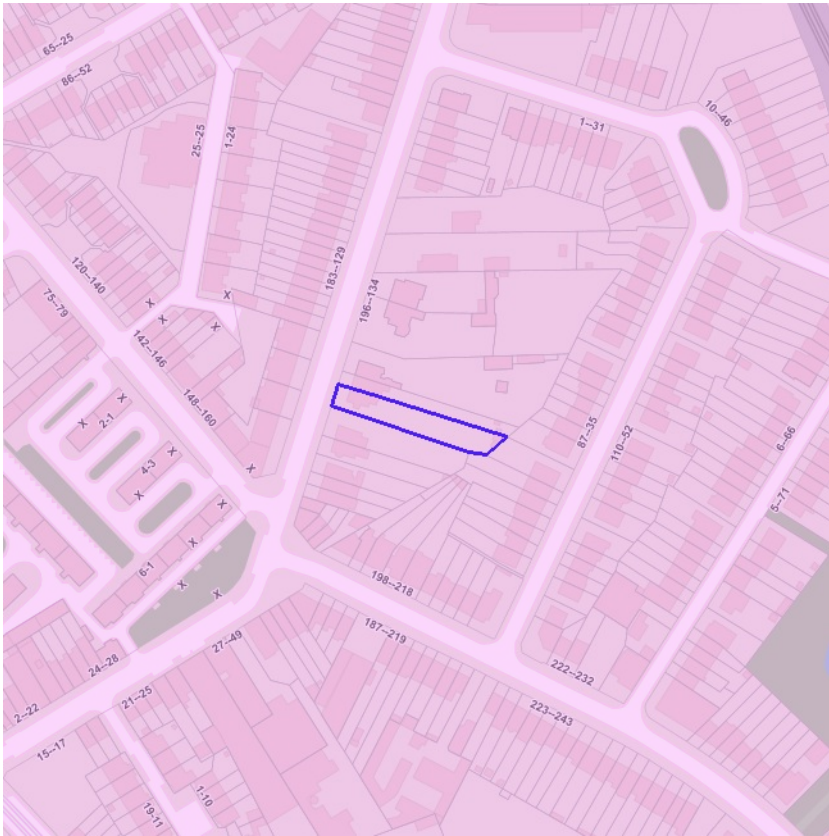 65--25
86--52
25--25
1-24
1--31
10--46
183--129
196--134
120--140
X
75--79
X
X
X
142--146
148--160
X
2-1
X
X
4-3
X
X
X
87--35
110--52
6--66
5--71
X
6-1
X
X
198--218
187--219
27--49
24--28
222--232
223--243
21--25
2--22
15--17
1-10
19-11